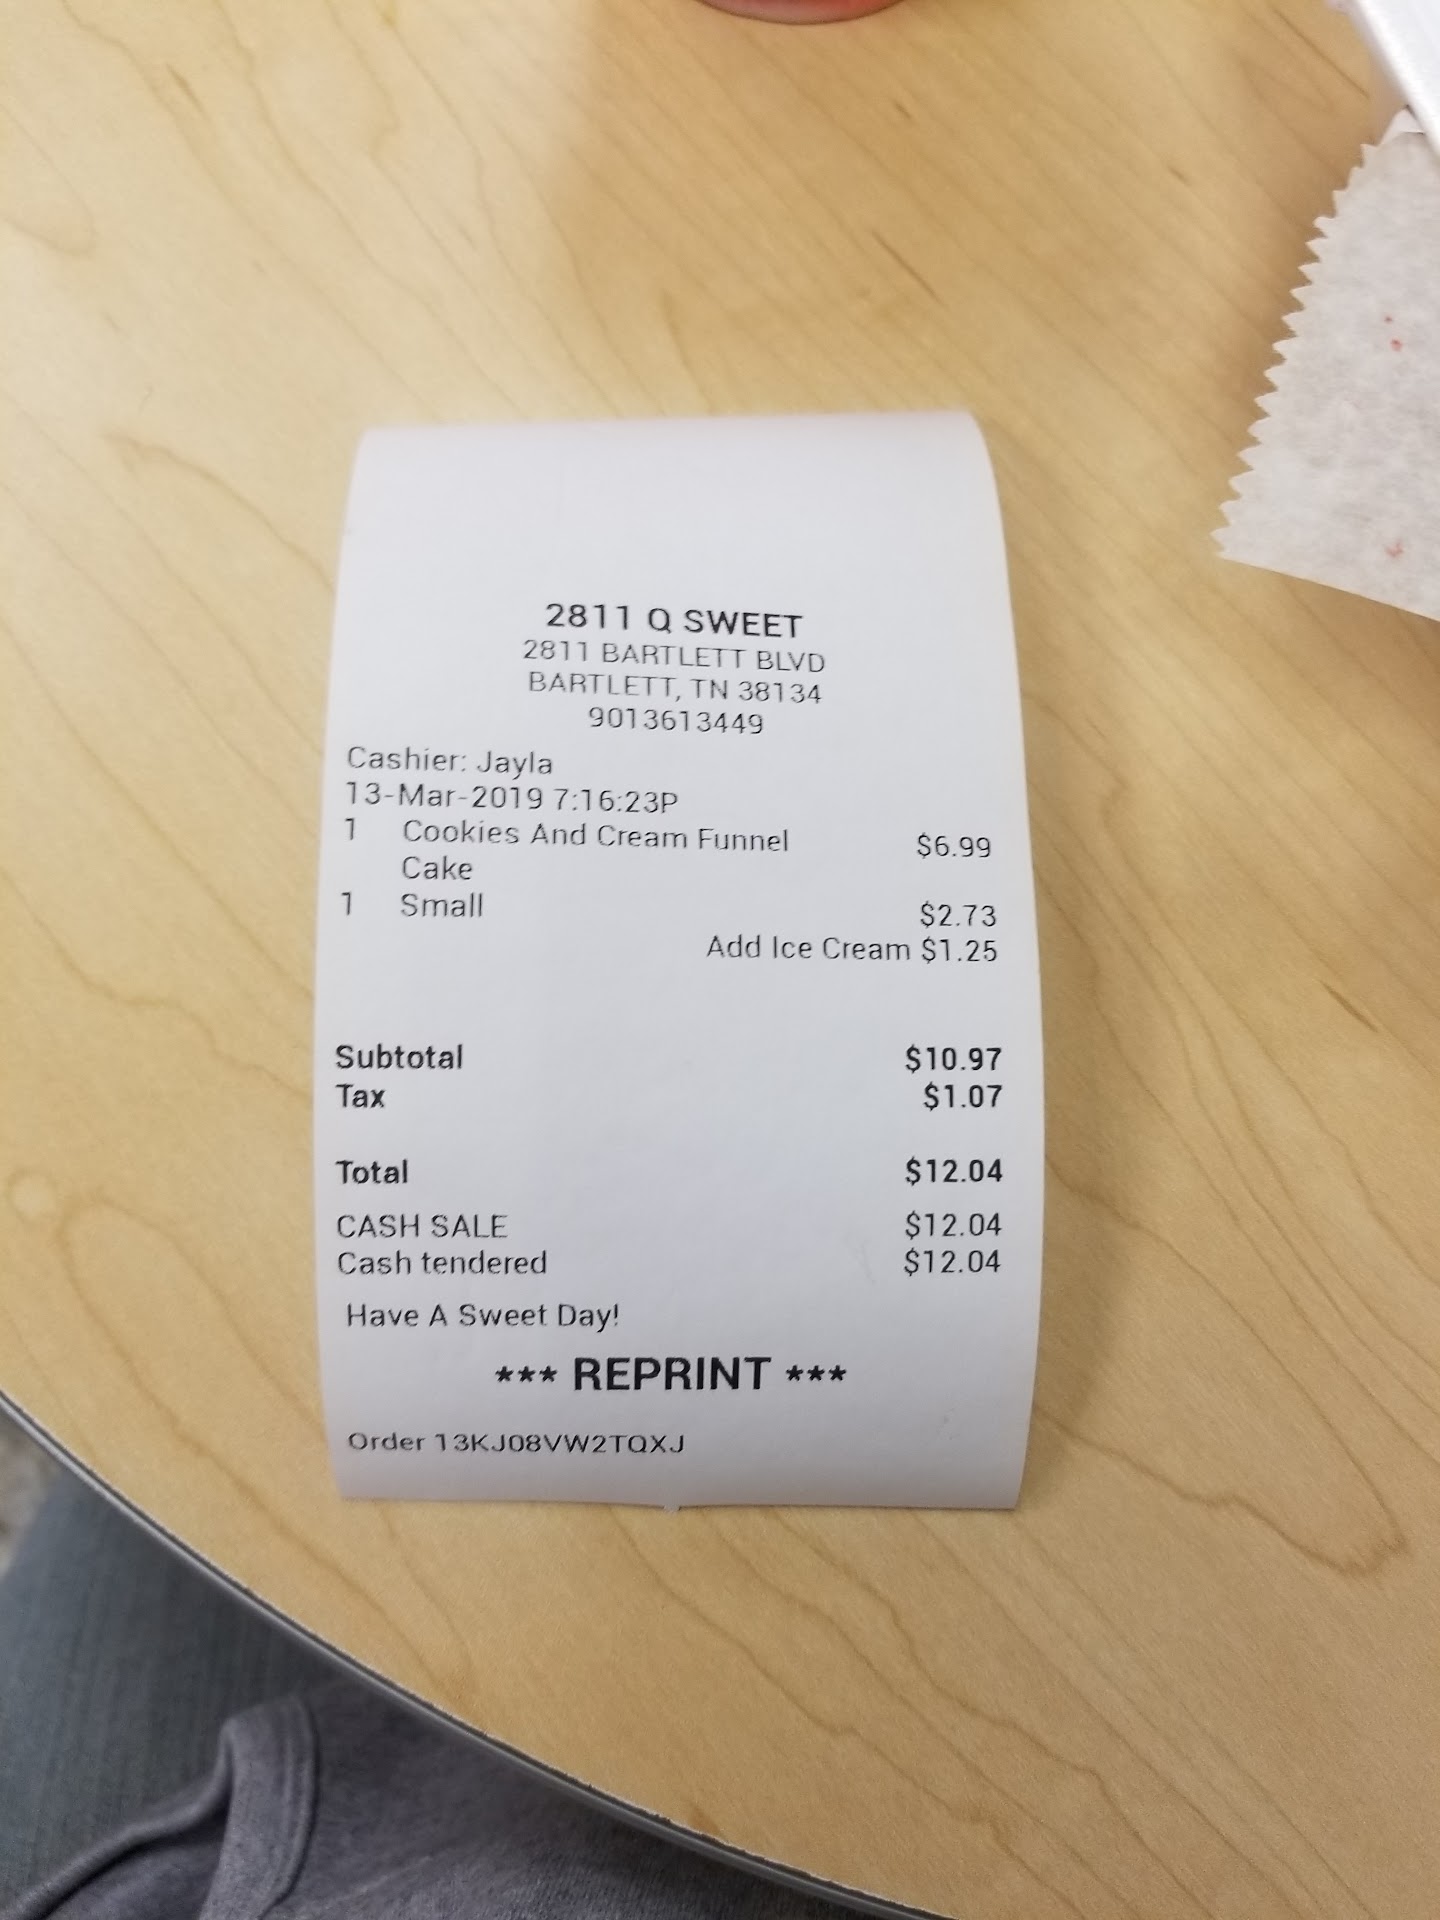 2811 Q SWEET
2811 BARTLETT BLVD
BARTLETT, TN 38134
9013613449
Cashier: Jayla
13-Mar-2019 7:16:23P
1 Cookies And Cream Funnel $6.99
Cake
1 Small $2.73
Add Ice Cream $1.25
Subtotal $10.97
Tax $1.07
Total $12.04
CASH SALE $12.04
Cash tendered $12.04
Have A Sweet Day!
*** REPRINT ***
Order 13KJ08VW2TQXJ